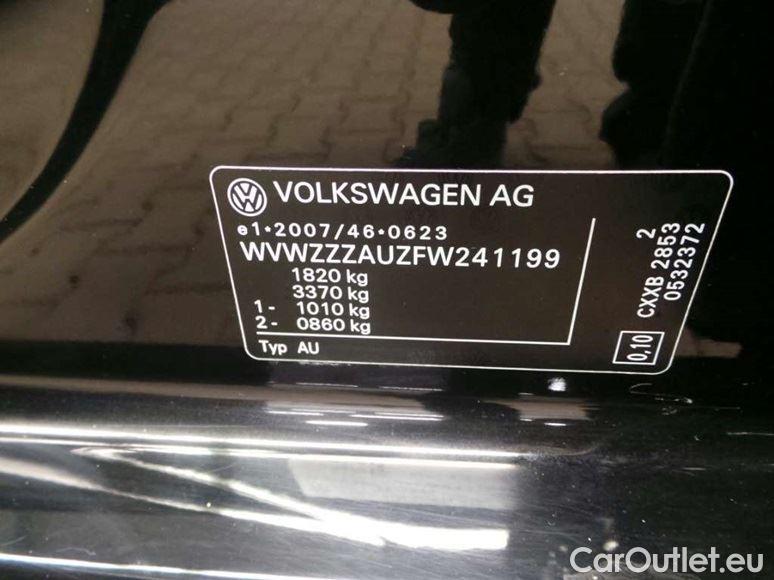 VOLKSWAGEN AG
e1*2007/46*0623
WVWZZZAUZFW241199
1820 kg
3370 kg
1- 1010 kg
2- 0860 kg
Typ AU
2
CXXB 2853
0532372
0,10
CarOutlet.eu